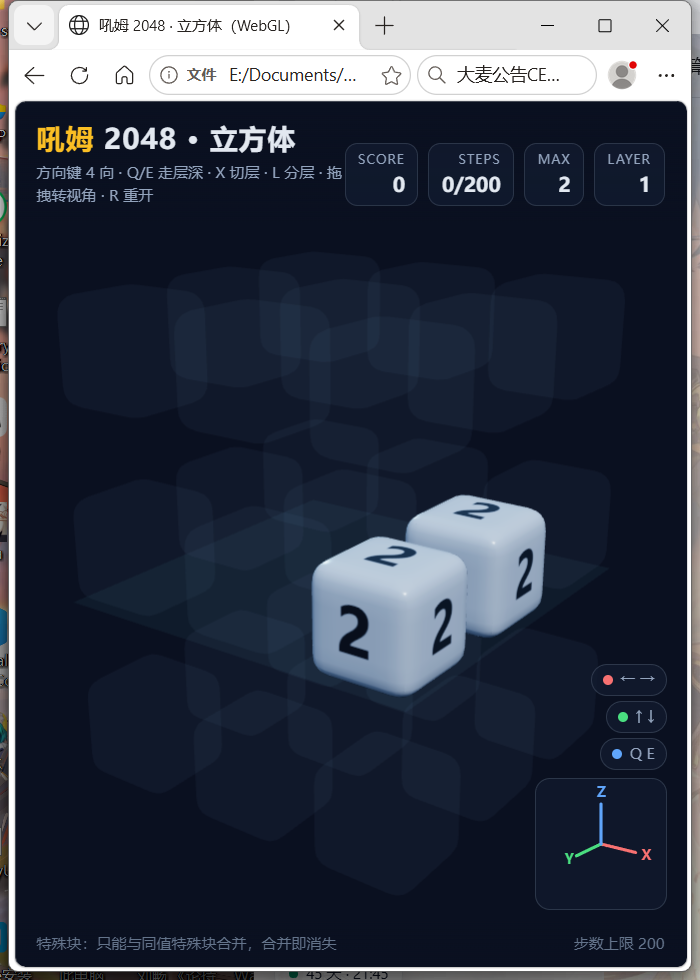 吼姆 2048 · 立方体（WebGL）
文件 E:/Documents/...
大麦公告CE...
吼姆 2048 · 立方体
方向键 4 向 · Q/E 走层深 · X 切层 · L 分层 · 拖
拽转视角 · R 重开
SCORE
0
STEPS
0/200
MAX
2
LAYER
1
2
2
2
2
2
←→
↑↓
Q E
Z
Y
X
特殊块：只能与同值特殊块合并，合并即消失
步数上限 200